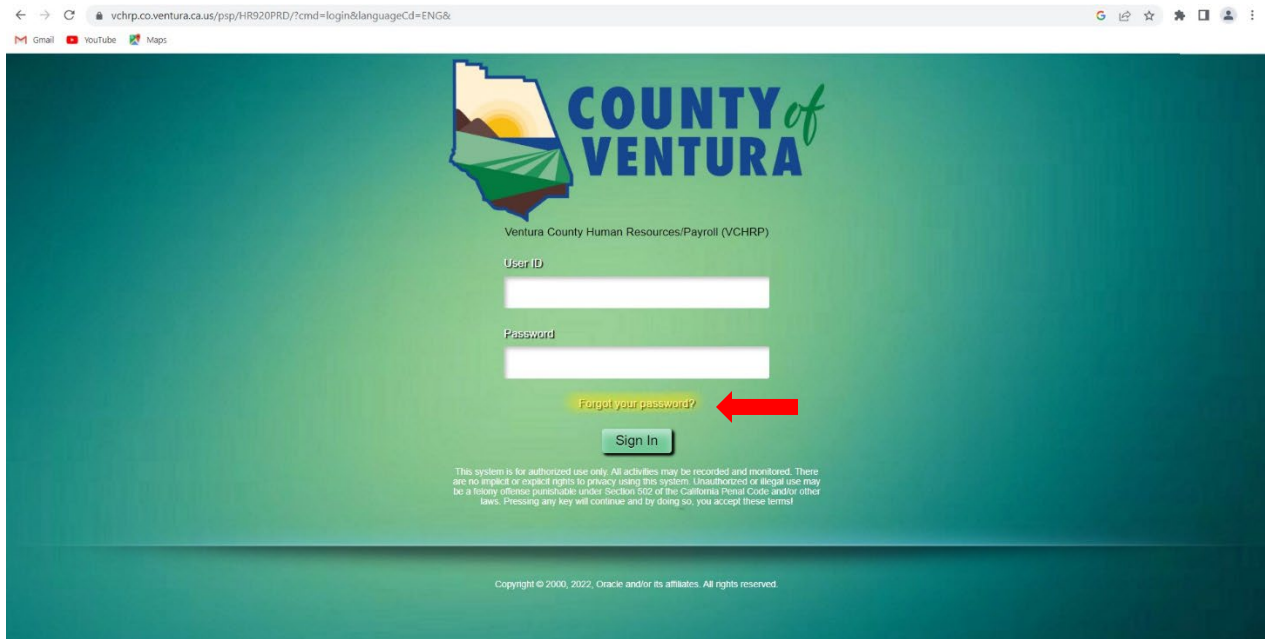 vchrp.co.ventura.ca.us/psp/HR920PRD/?cmd=login&languageCd=ENG&
Gmail YouTube Maps
COUNTY of
VENTURA
Ventura County Human Resources/Payroll (VCHRP)
User ID
Password
Forgot your password?
Sign In
This system is for authorized use only. All activities may be recorded and monitored. There
are no implicit or explicit rights to privacy using this system. Unauthorized or illegal use may
be a felony offense punishable under Section 502 of the California Penal Code and/or other
laws. Pressing any key will continue and by doing so, you accept these terms!
Copyright © 2000, 2022, Oracle and/or its affiliates. All rights reserved.